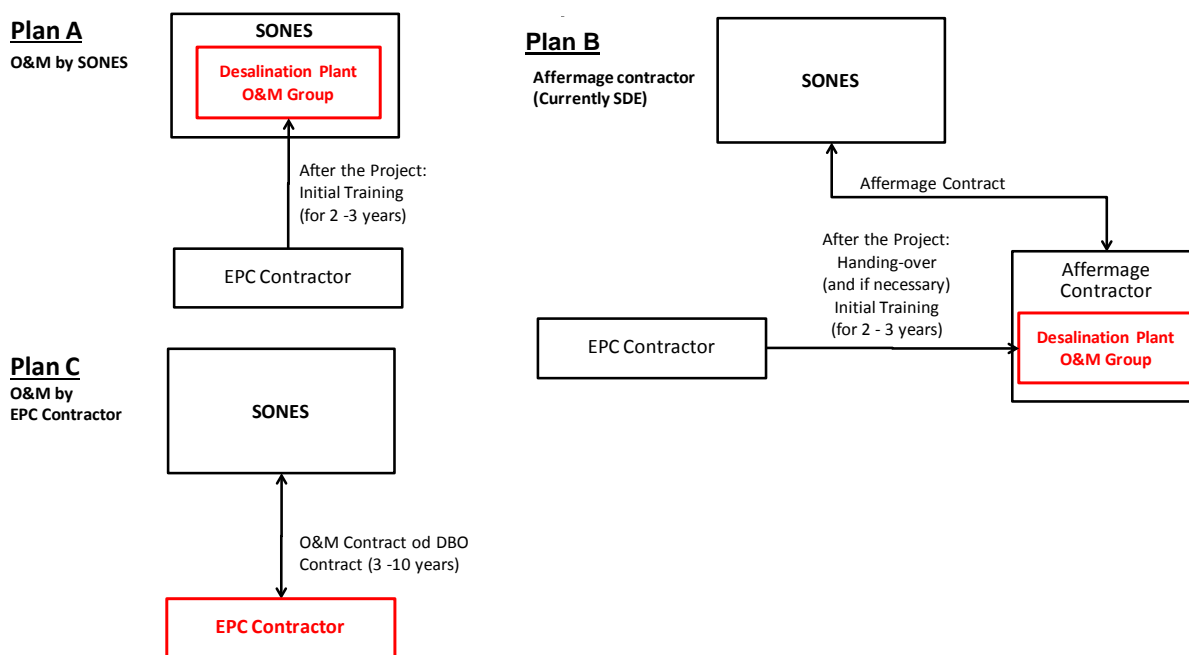 Plan A
O&M by SONES
SONES
Desalination Plant
O&M Group
After the Project:
Initial Training
(for 2 -3 years)
EPC Contractor
Plan B
Affermage contractor
(Currently SDE)
SONES
Affermage Contract
After the Project:
Handing-over
(and if necessary)
Initial Training
(for 2 - 3 years)
EPC Contractor
Affermage
Contractor
Desalination Plant
O&M Group
Plan C
O&M by
EPC Contractor
SONES
O&M Contract od DBO
Contract (3 -10 years)
EPC Contractor